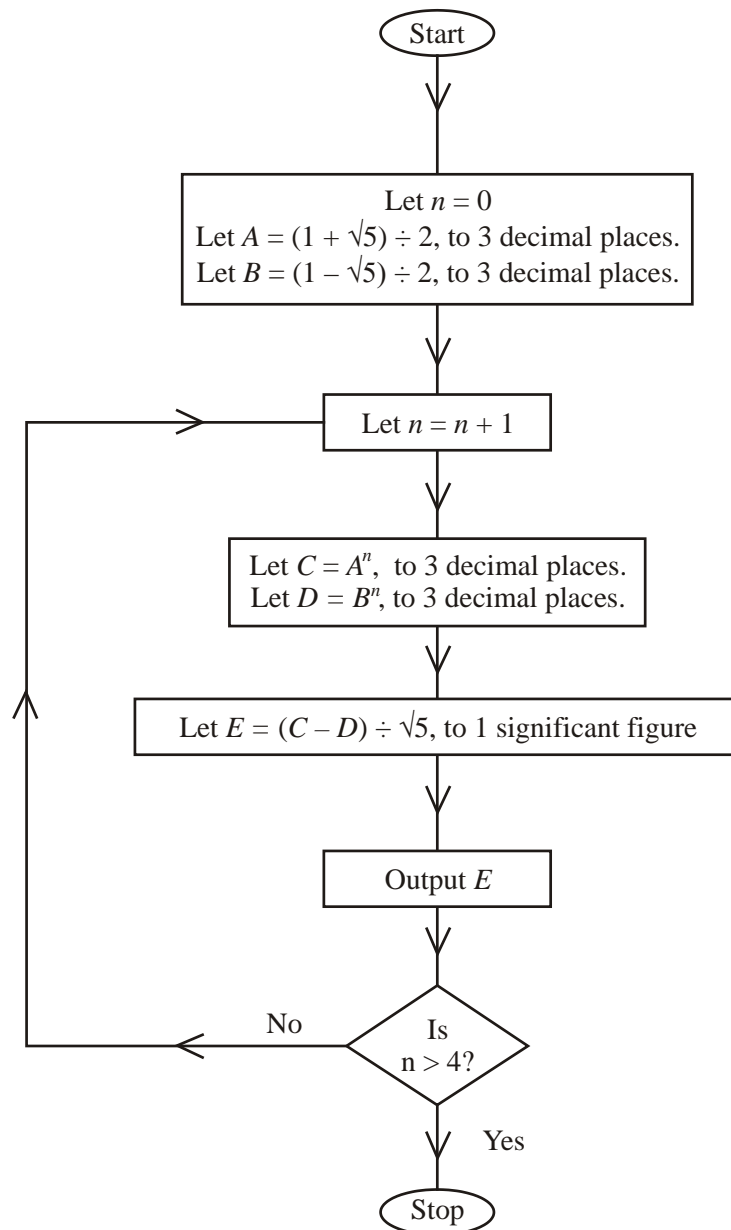 Start
Let n = 0
Let A = (1 + √5) ÷ 2, to 3 decimal places.
Let B = (1 – √5) ÷ 2, to 3 decimal places.
Let n = n + 1
Let C = Aⁿ, to 3 decimal places.
Let D = Bⁿ, to 3 decimal places.
Let E = (C – D) ÷ √5, to 1 significant figure
Output E
No
Is
n > 4?
Yes
Stop